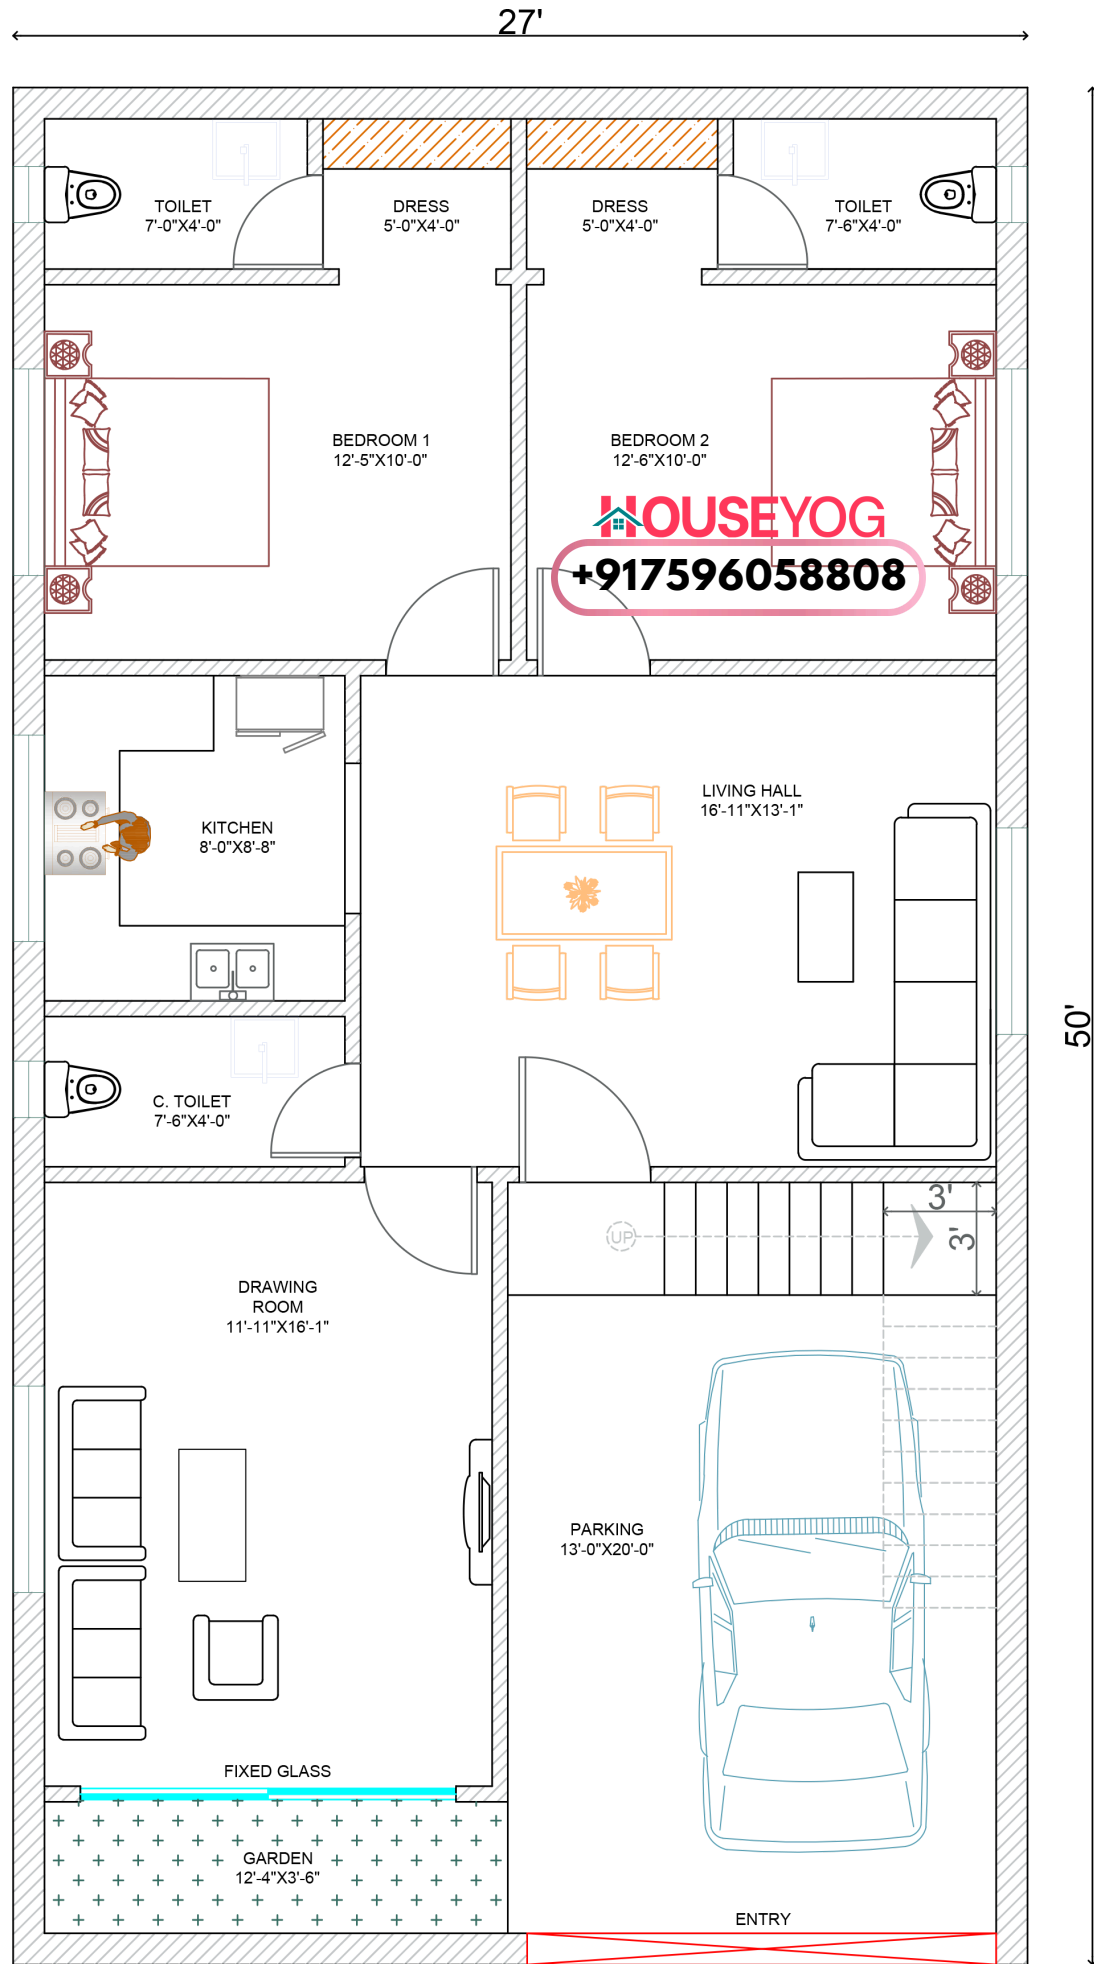 27'
TOILET
7'-0"X4'-0"
DRESS
5'-0"X4'-0"
DRESS
5'-0"X4'-0"
TOILET
7'-6"X4'-0"
BEDROOM 1
12'-5"X10'-0"
BEDROOM 2
12'-6"X10'-0"
HOUSEYOG
+917596058808
LIVING HALL
16'-11"X13'-1"
KITCHEN
8'-0"X8'-8"
50'
C. TOILET
7'-6"X4'-0"
3'
3'
UP
DRAWING
ROOM
11'-11"X16'-1"
PARKING
13'-0"X20'-0"
FIXED GLASS
GARDEN
12'-4"X3'-6"
ENTRY